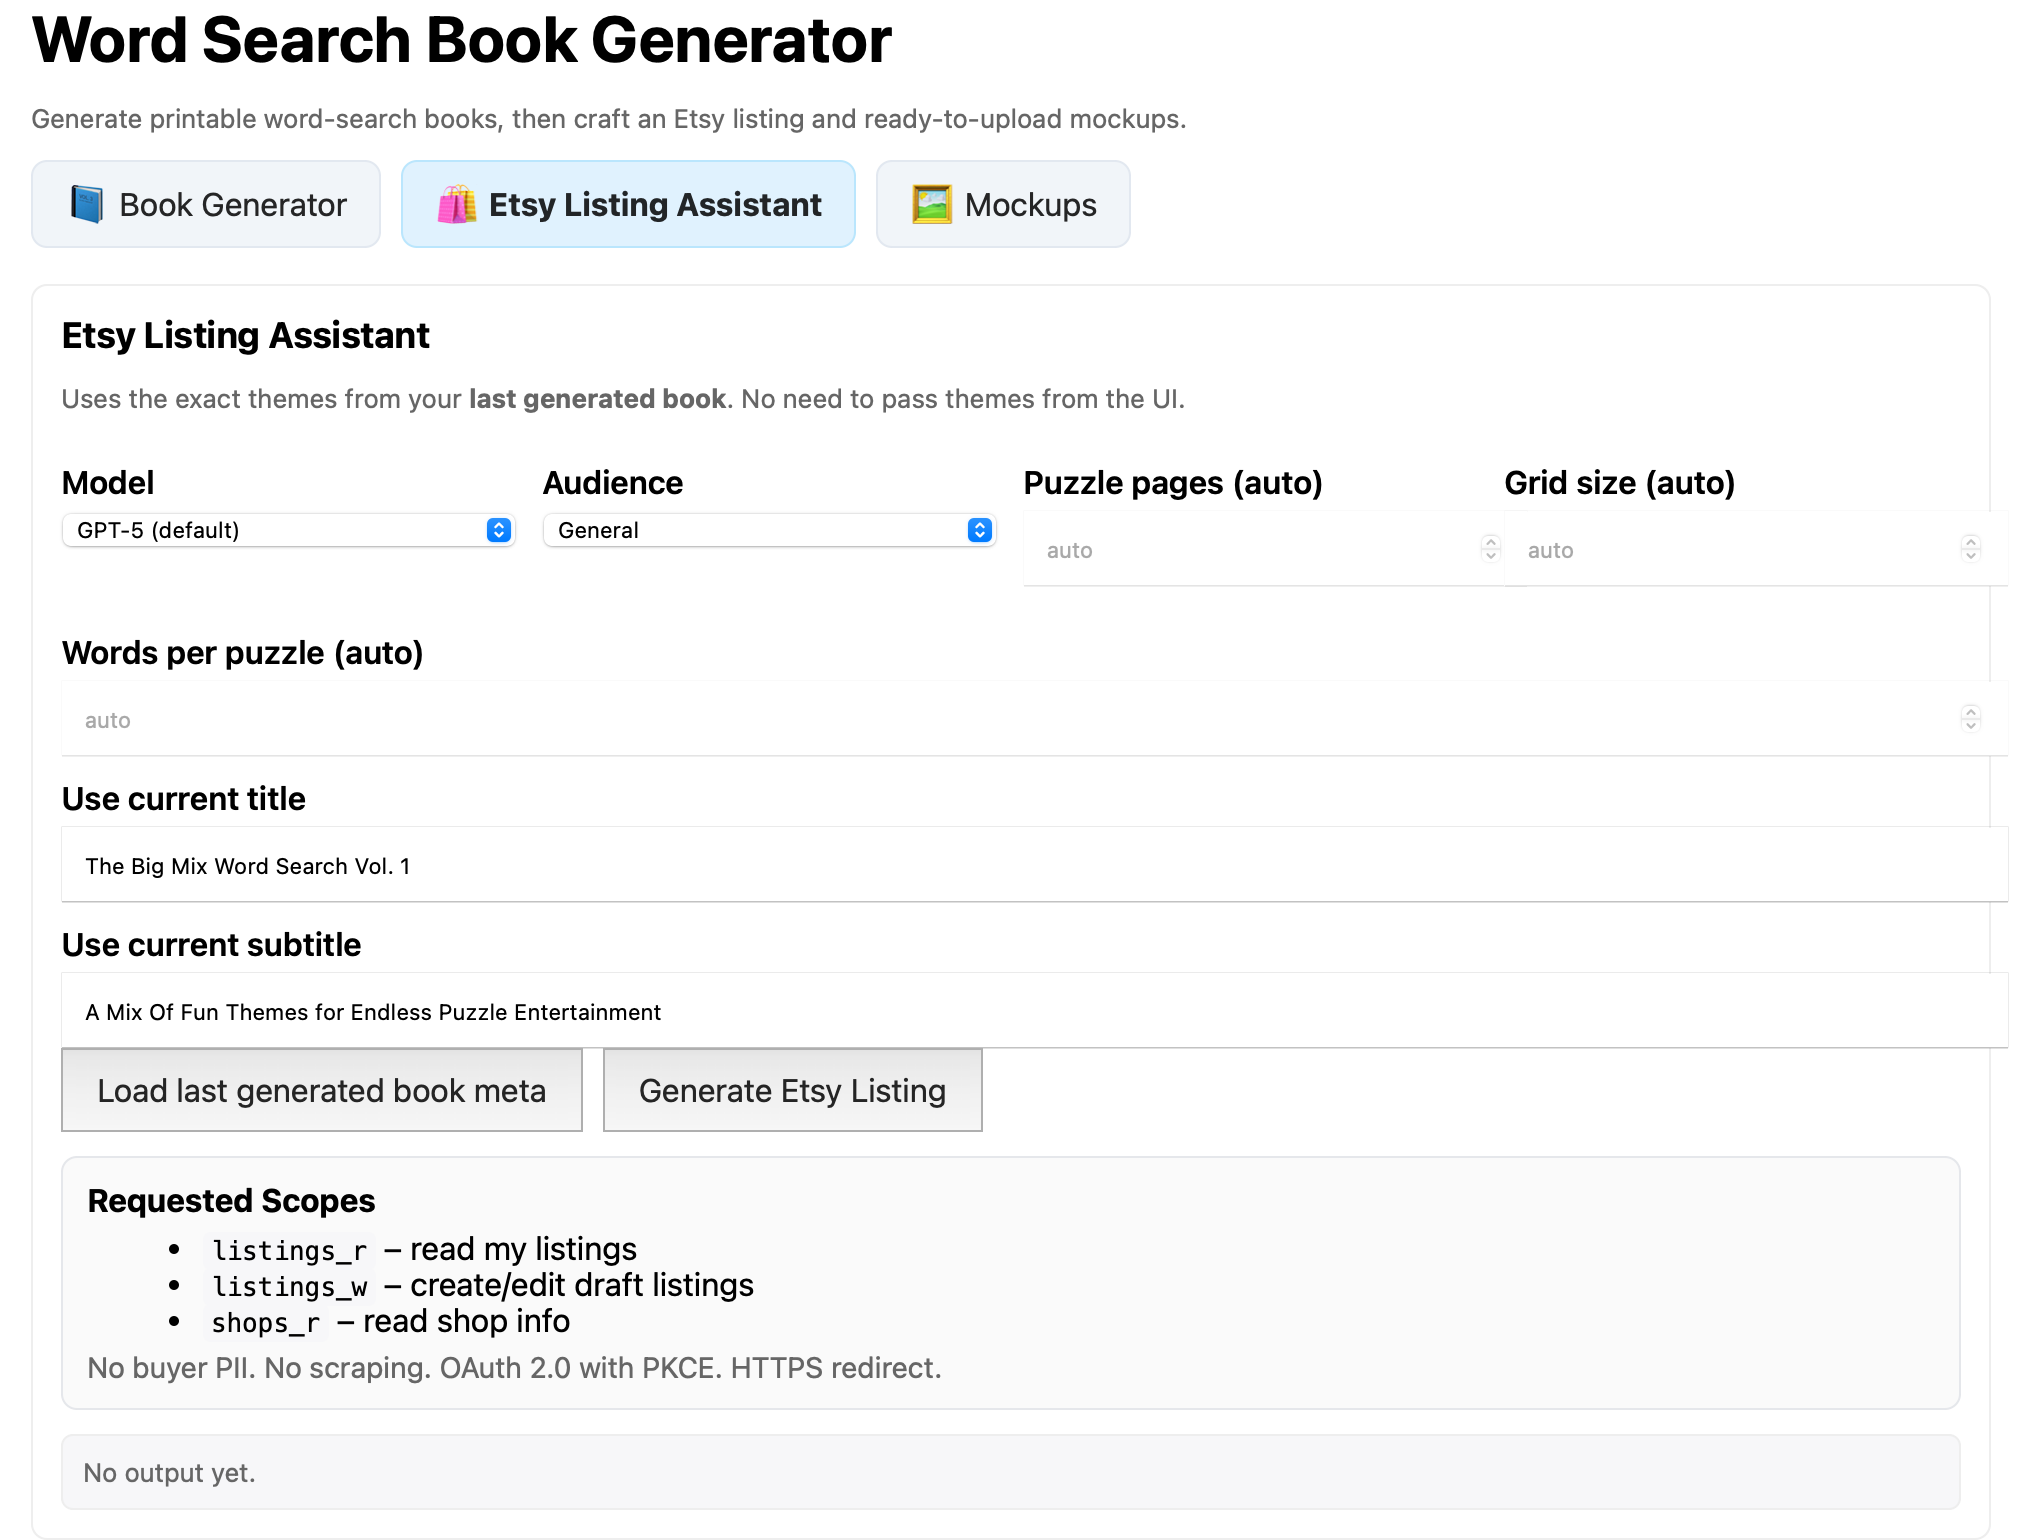 Word Search Book Generator
Generate printable word-search books, then craft an Etsy listing and ready-to-upload mockups.
Book Generator
Etsy Listing Assistant
Mockups
Etsy Listing Assistant
Uses the exact themes from your last generated book. No need to pass themes from the UI.
Model
Audience
Puzzle pages (auto)
Grid size (auto)
GPT-5 (default)
General
auto
auto
Words per puzzle (auto)
auto
Use current title
The Big Mix Word Search Vol. 1
Use current subtitle
A Mix Of Fun Themes for Endless Puzzle Entertainment
Load last generated book meta
Generate Etsy Listing
Requested Scopes
• listings_r – read my listings
• listings_w – create/edit draft listings
• shops_r – read shop info
No buyer PII. No scraping. OAuth 2.0 with PKCE. HTTPS redirect.
No output yet.